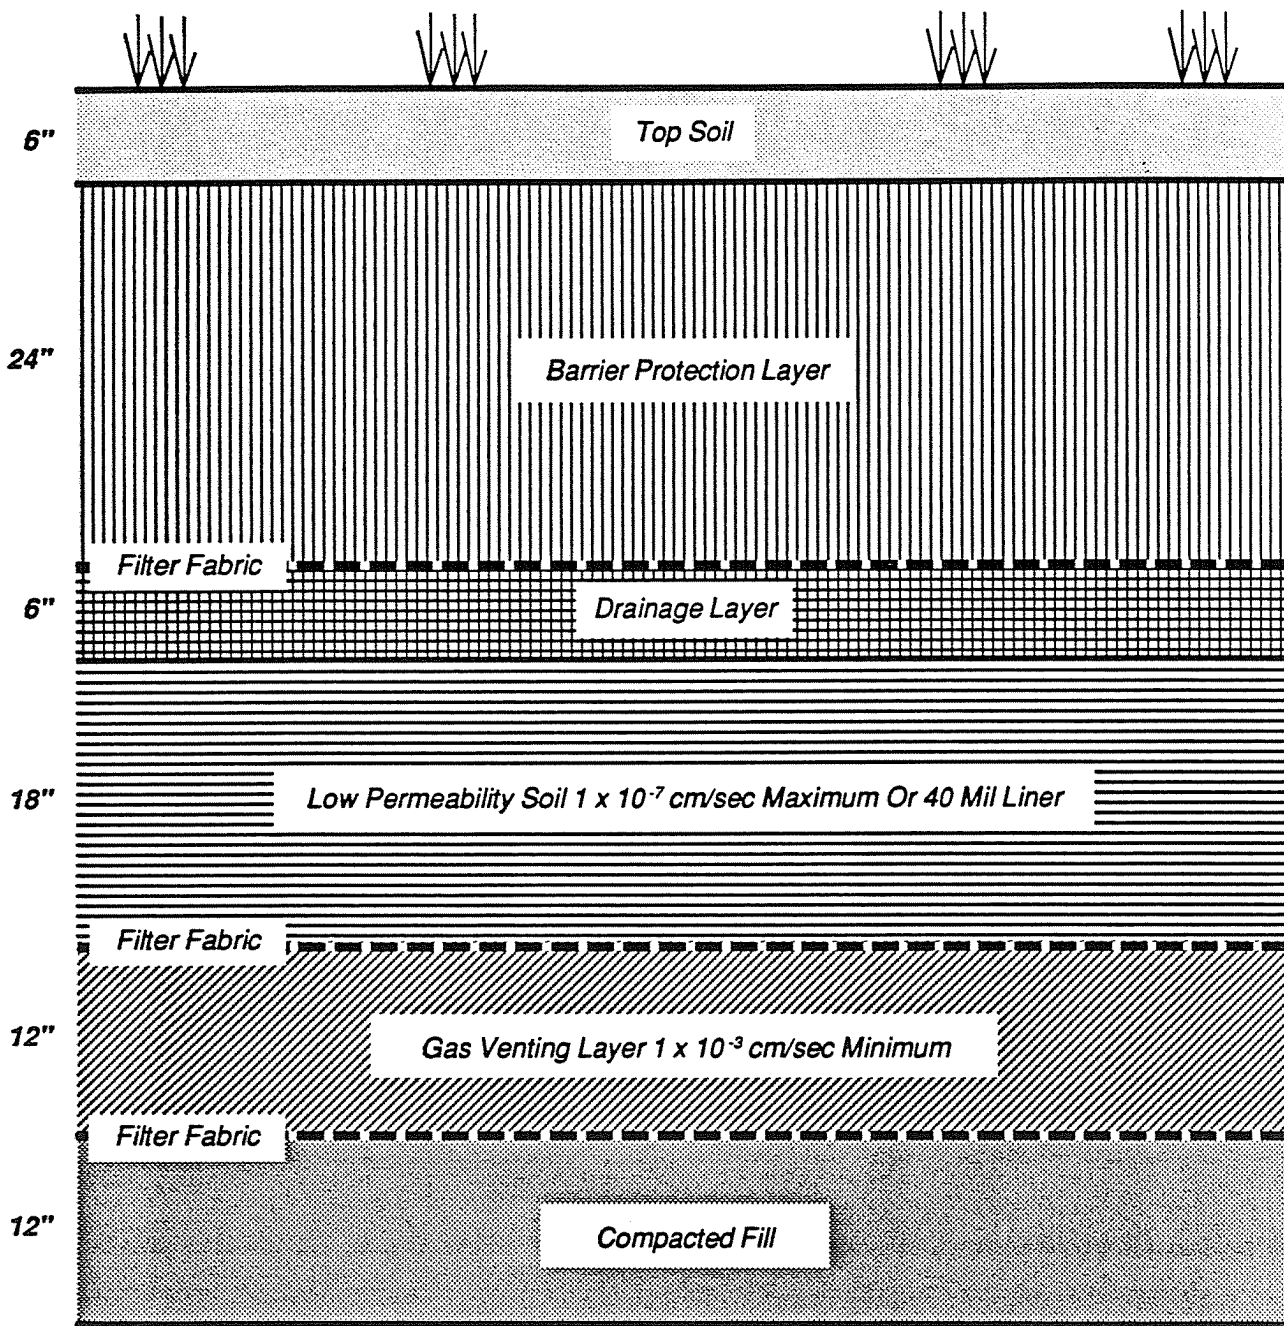 6"
Top Soil
24"
Barrier Protection Layer
Filter Fabric
6"
Drainage Layer
18"
Low Permeability Soil 1 x 10⁻⁷ cm/sec Maximum Or 40 Mil Liner
Filter Fabric
12"
Gas Venting Layer 1 x 10⁻³ cm/sec Minimum
Filter Fabric
12"
Compacted Fill